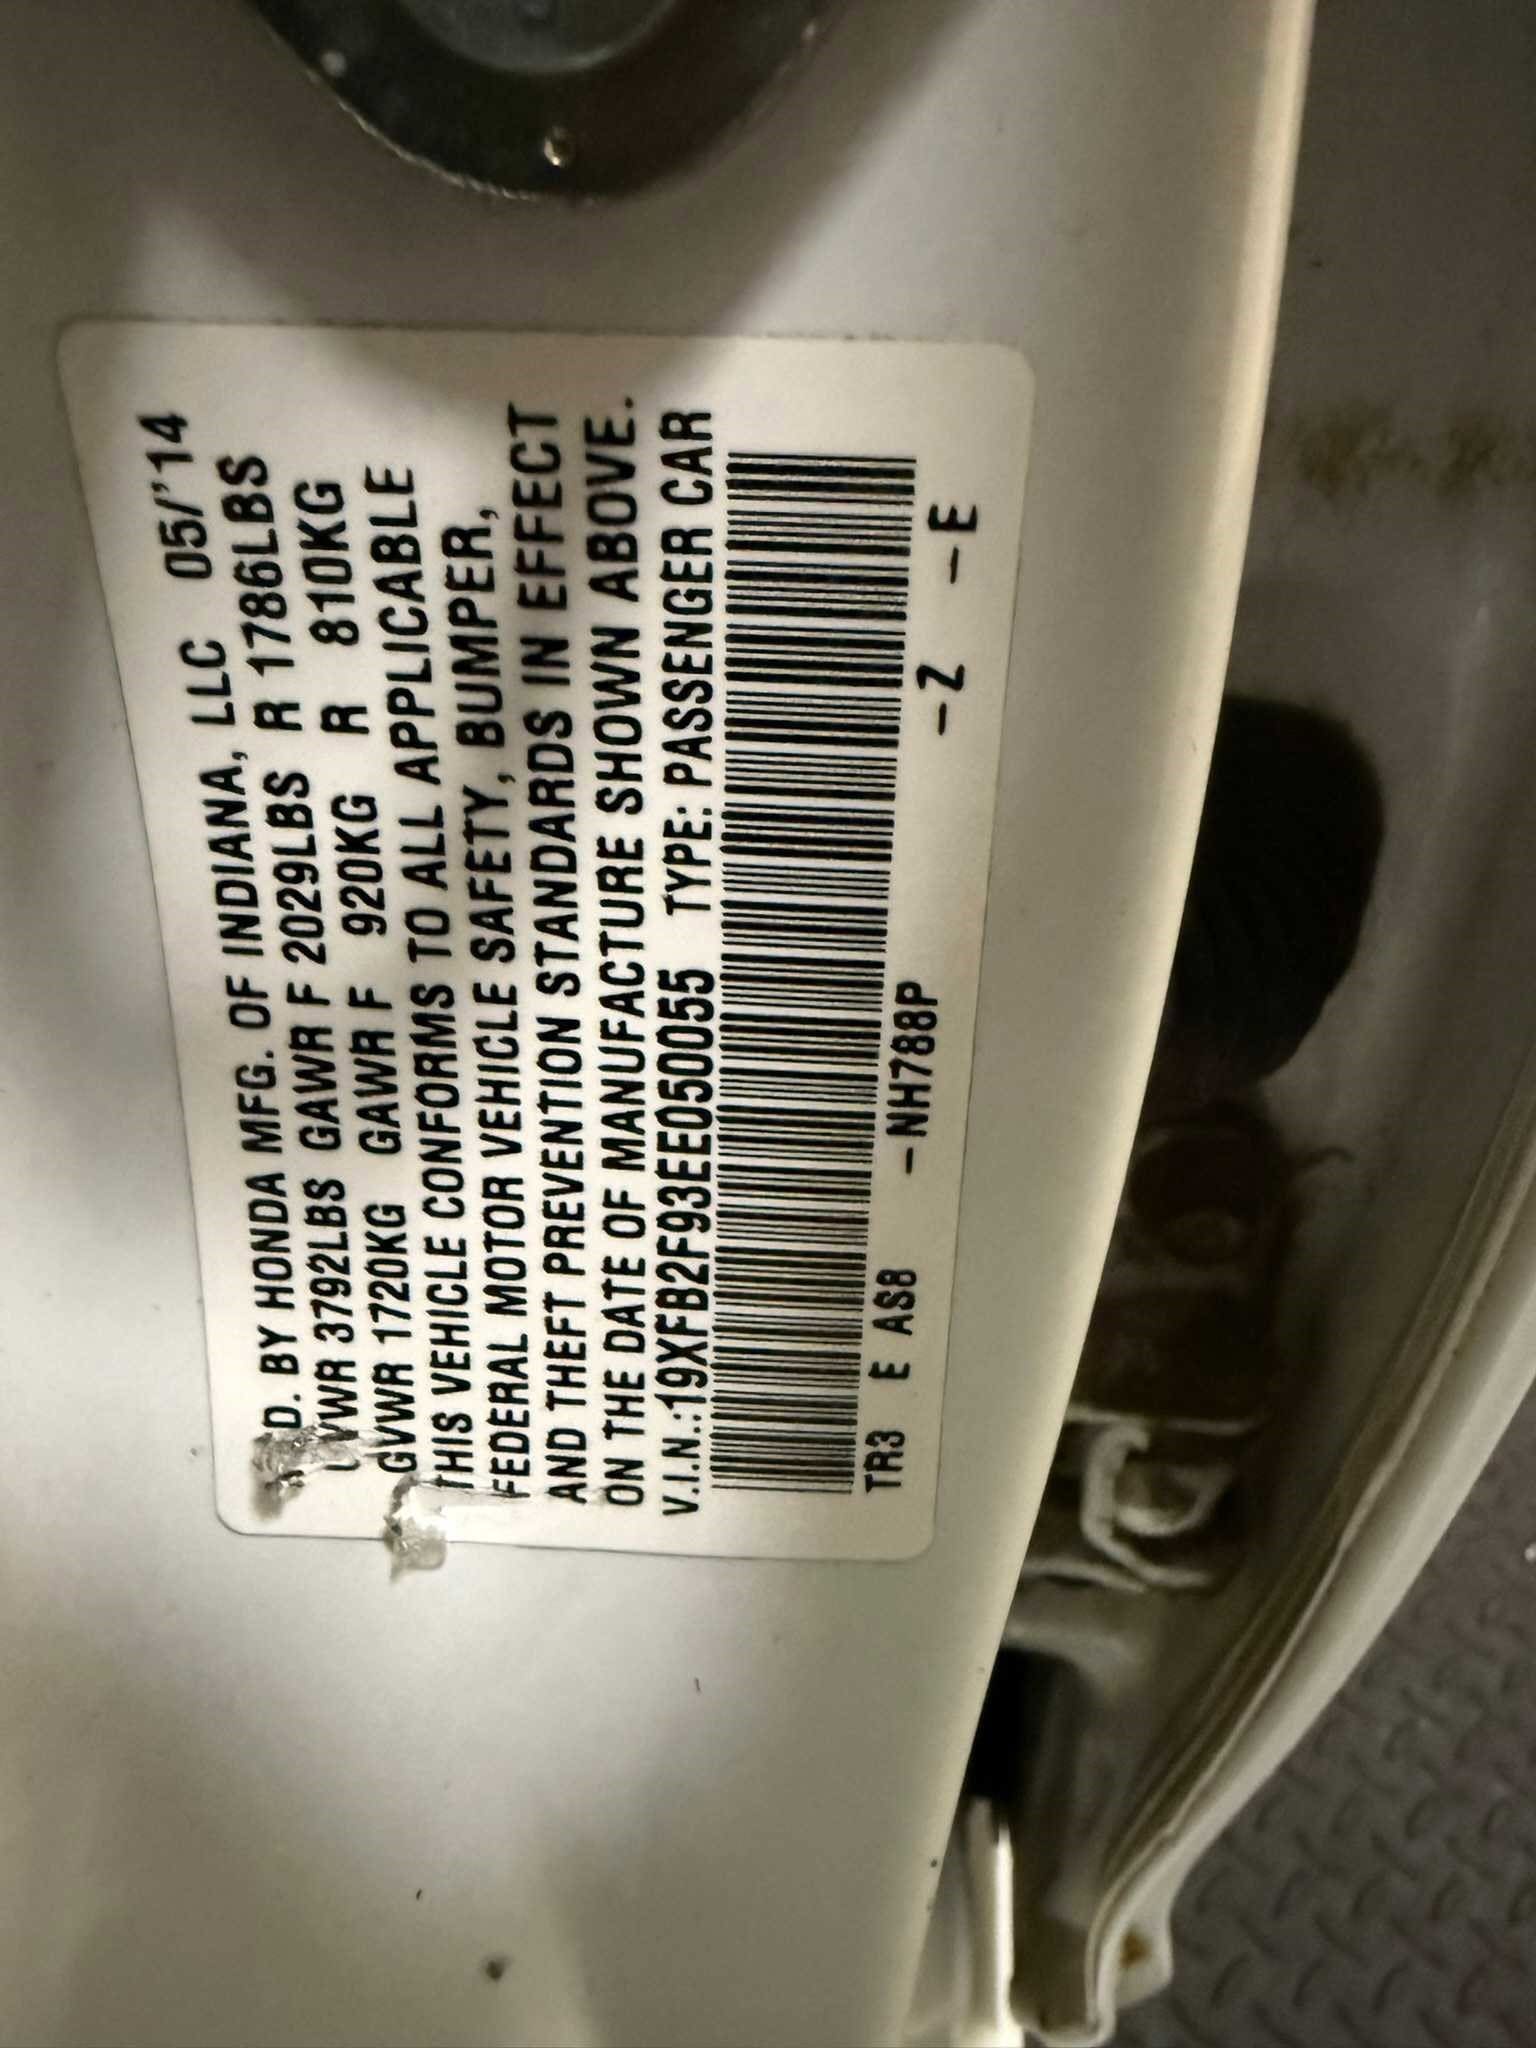 D. BY HONDA MFG. OF INDIANA, LLC 05/'14
GVWR 3792LBS GAWR F 2029LBS R 1786LBS
GVWR 1720KG GAWR F 920KG R 810KG
THIS VEHICLE CONFORMS TO ALL APPLICABLE
FEDERAL MOTOR VEHICLE SAFETY, BUMPER,
AND THEFT PREVENTION STANDARDS IN EFFECT
ON THE DATE OF MANUFACTURE SHOWN ABOVE.
V.I.N.:19XFB2F93EE050055 TYPE: PASSENGER CAR
TR3 E AS8 -NH788P -Z -E